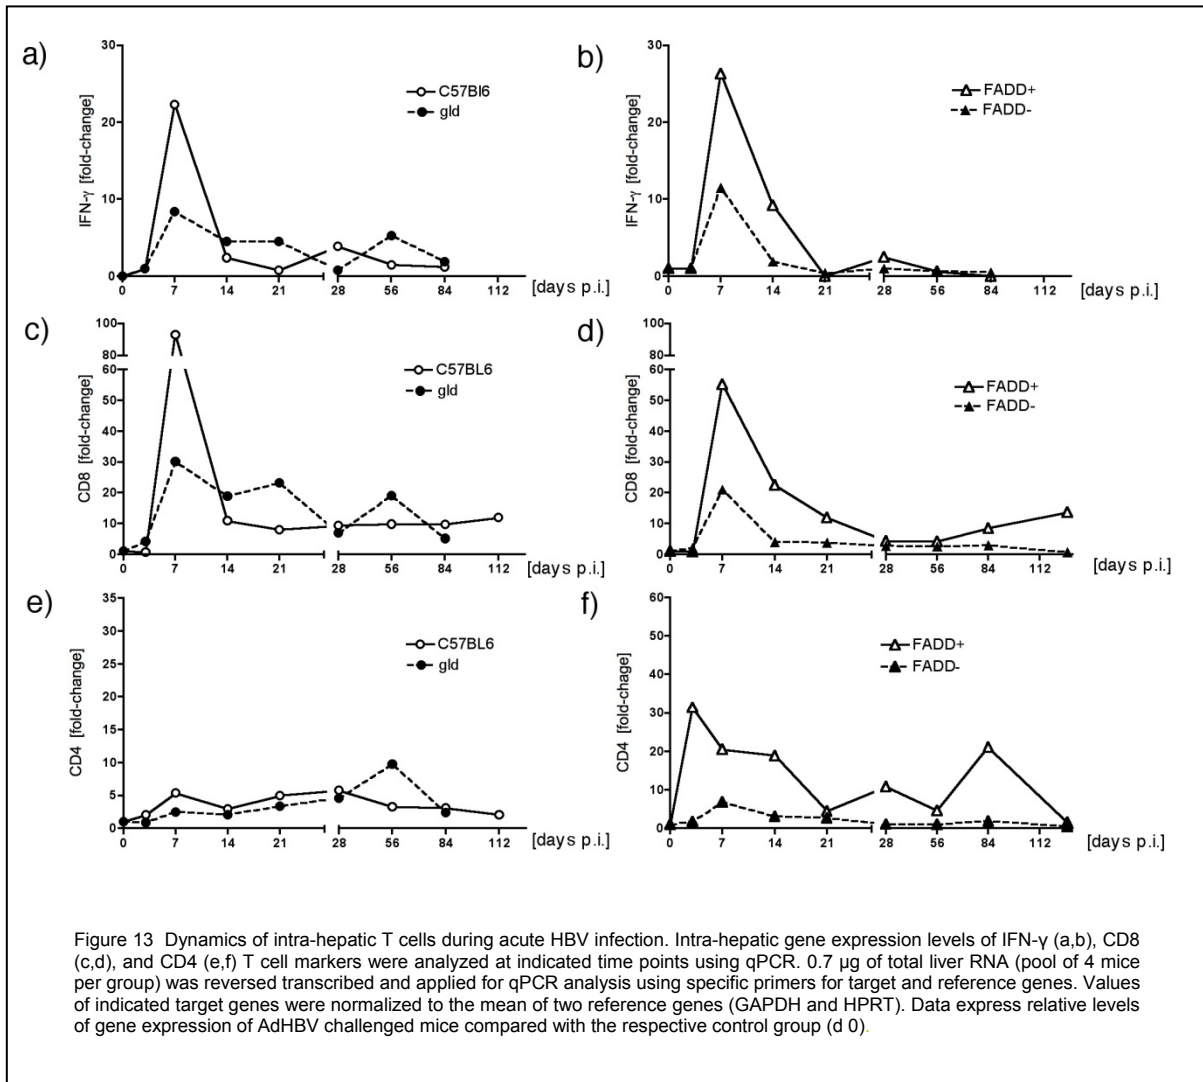 a)
IFN-γ [fold-change]
30
20
10
0
C57Bl6
gld
0 7 14 21 28 56 84 112 [days p.i.]
b)
IFN-γ [fold-change]
30
20
10
0
FADD+
FADD-
0 7 14 21 28 56 84 112 [days p.i.]
c)
CD8 [fold-change]
100
80
60
50
40
30
20
10
0
C57BL6
gld
0 7 14 21 28 56 84 112 [days p.i.]
d)
CD8 [fold-change]
100
80
60
50
40
30
20
10
0
FADD+
FADD-
0 7 14 21 28 56 84 112 [days p.i.]
e)
CD4 [fold-change]
35
30
25
20
15
10
5
0
C57BL6
gld
0 7 14 21 28 56 84 112 [days p.i.]
f)
CD4 [fold-chage]
60
50
40
30
20
10
0
FADD+
FADD-
0 7 14 21 28 56 84 112 [days p.i.]
Figure 13 Dynamics of intra-hepatic T cells during acute HBV infection. Intra-hepatic gene expression levels of IFN-γ (a,b), CD8
(c,d), and CD4 (e,f) T cell markers were analyzed at indicated time points using qPCR. 0.7 µg of total liver RNA (pool of 4 mice
per group) was reversed transcribed and applied for qPCR analysis using specific primers for target and reference genes. Values
of indicated target genes were normalized to the mean of two reference genes (GAPDH and HPRT). Data express relative levels
of gene expression of AdHBV challenged mice compared with the respective control group (d 0).